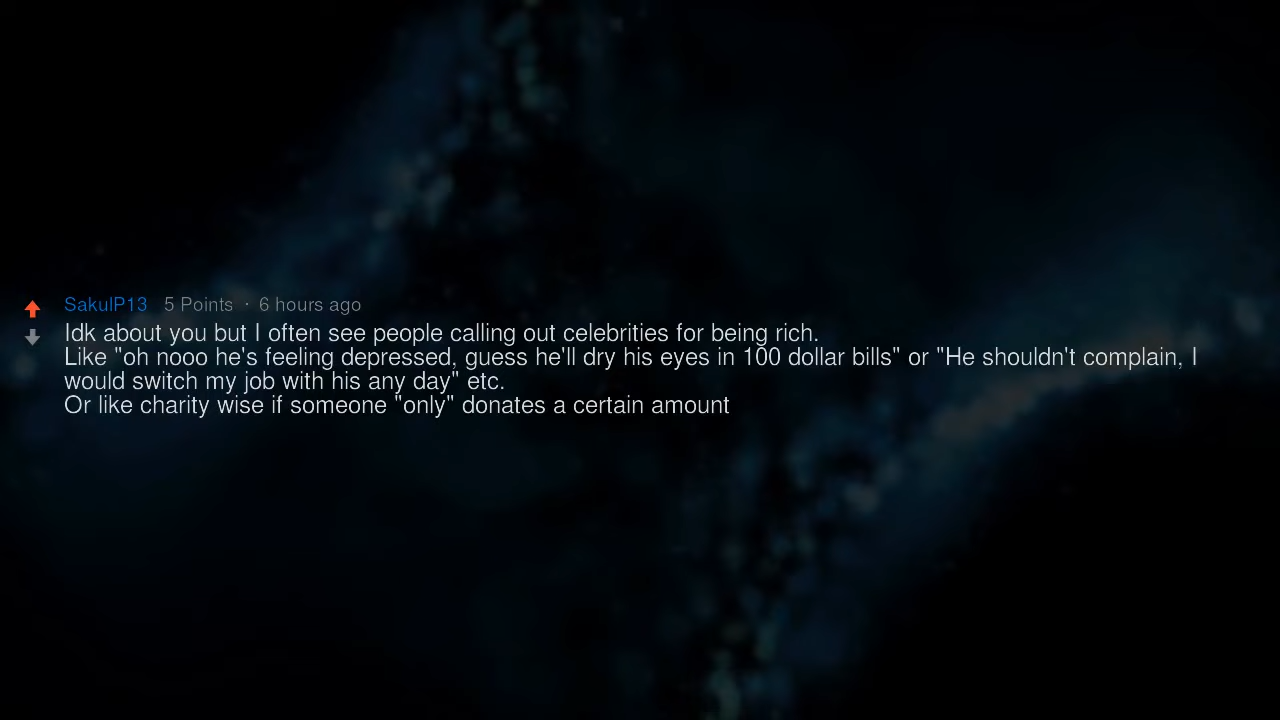 SakulP13 5 Points · 6 hours ago
Idk about you but I often see people calling out celebrities for being rich.
Like "oh nooo he's feeling depressed, guess he'll dry his eyes in 100 dollar bills" or "He shouldn't complain, I
would switch my job with his any day" etc.
Or like charity wise if someone "only" donates a certain amount